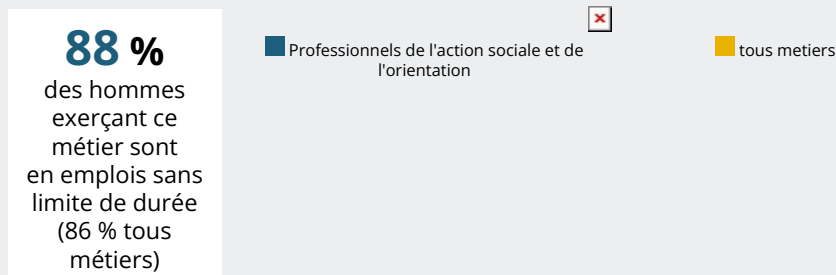 88 %
des hommes
exerçant ce
métier sont
en emplois sans
limite de durée
(86 % tous
métiers)
Professionnels de l'action sociale et de
l'orientation
tous metiers